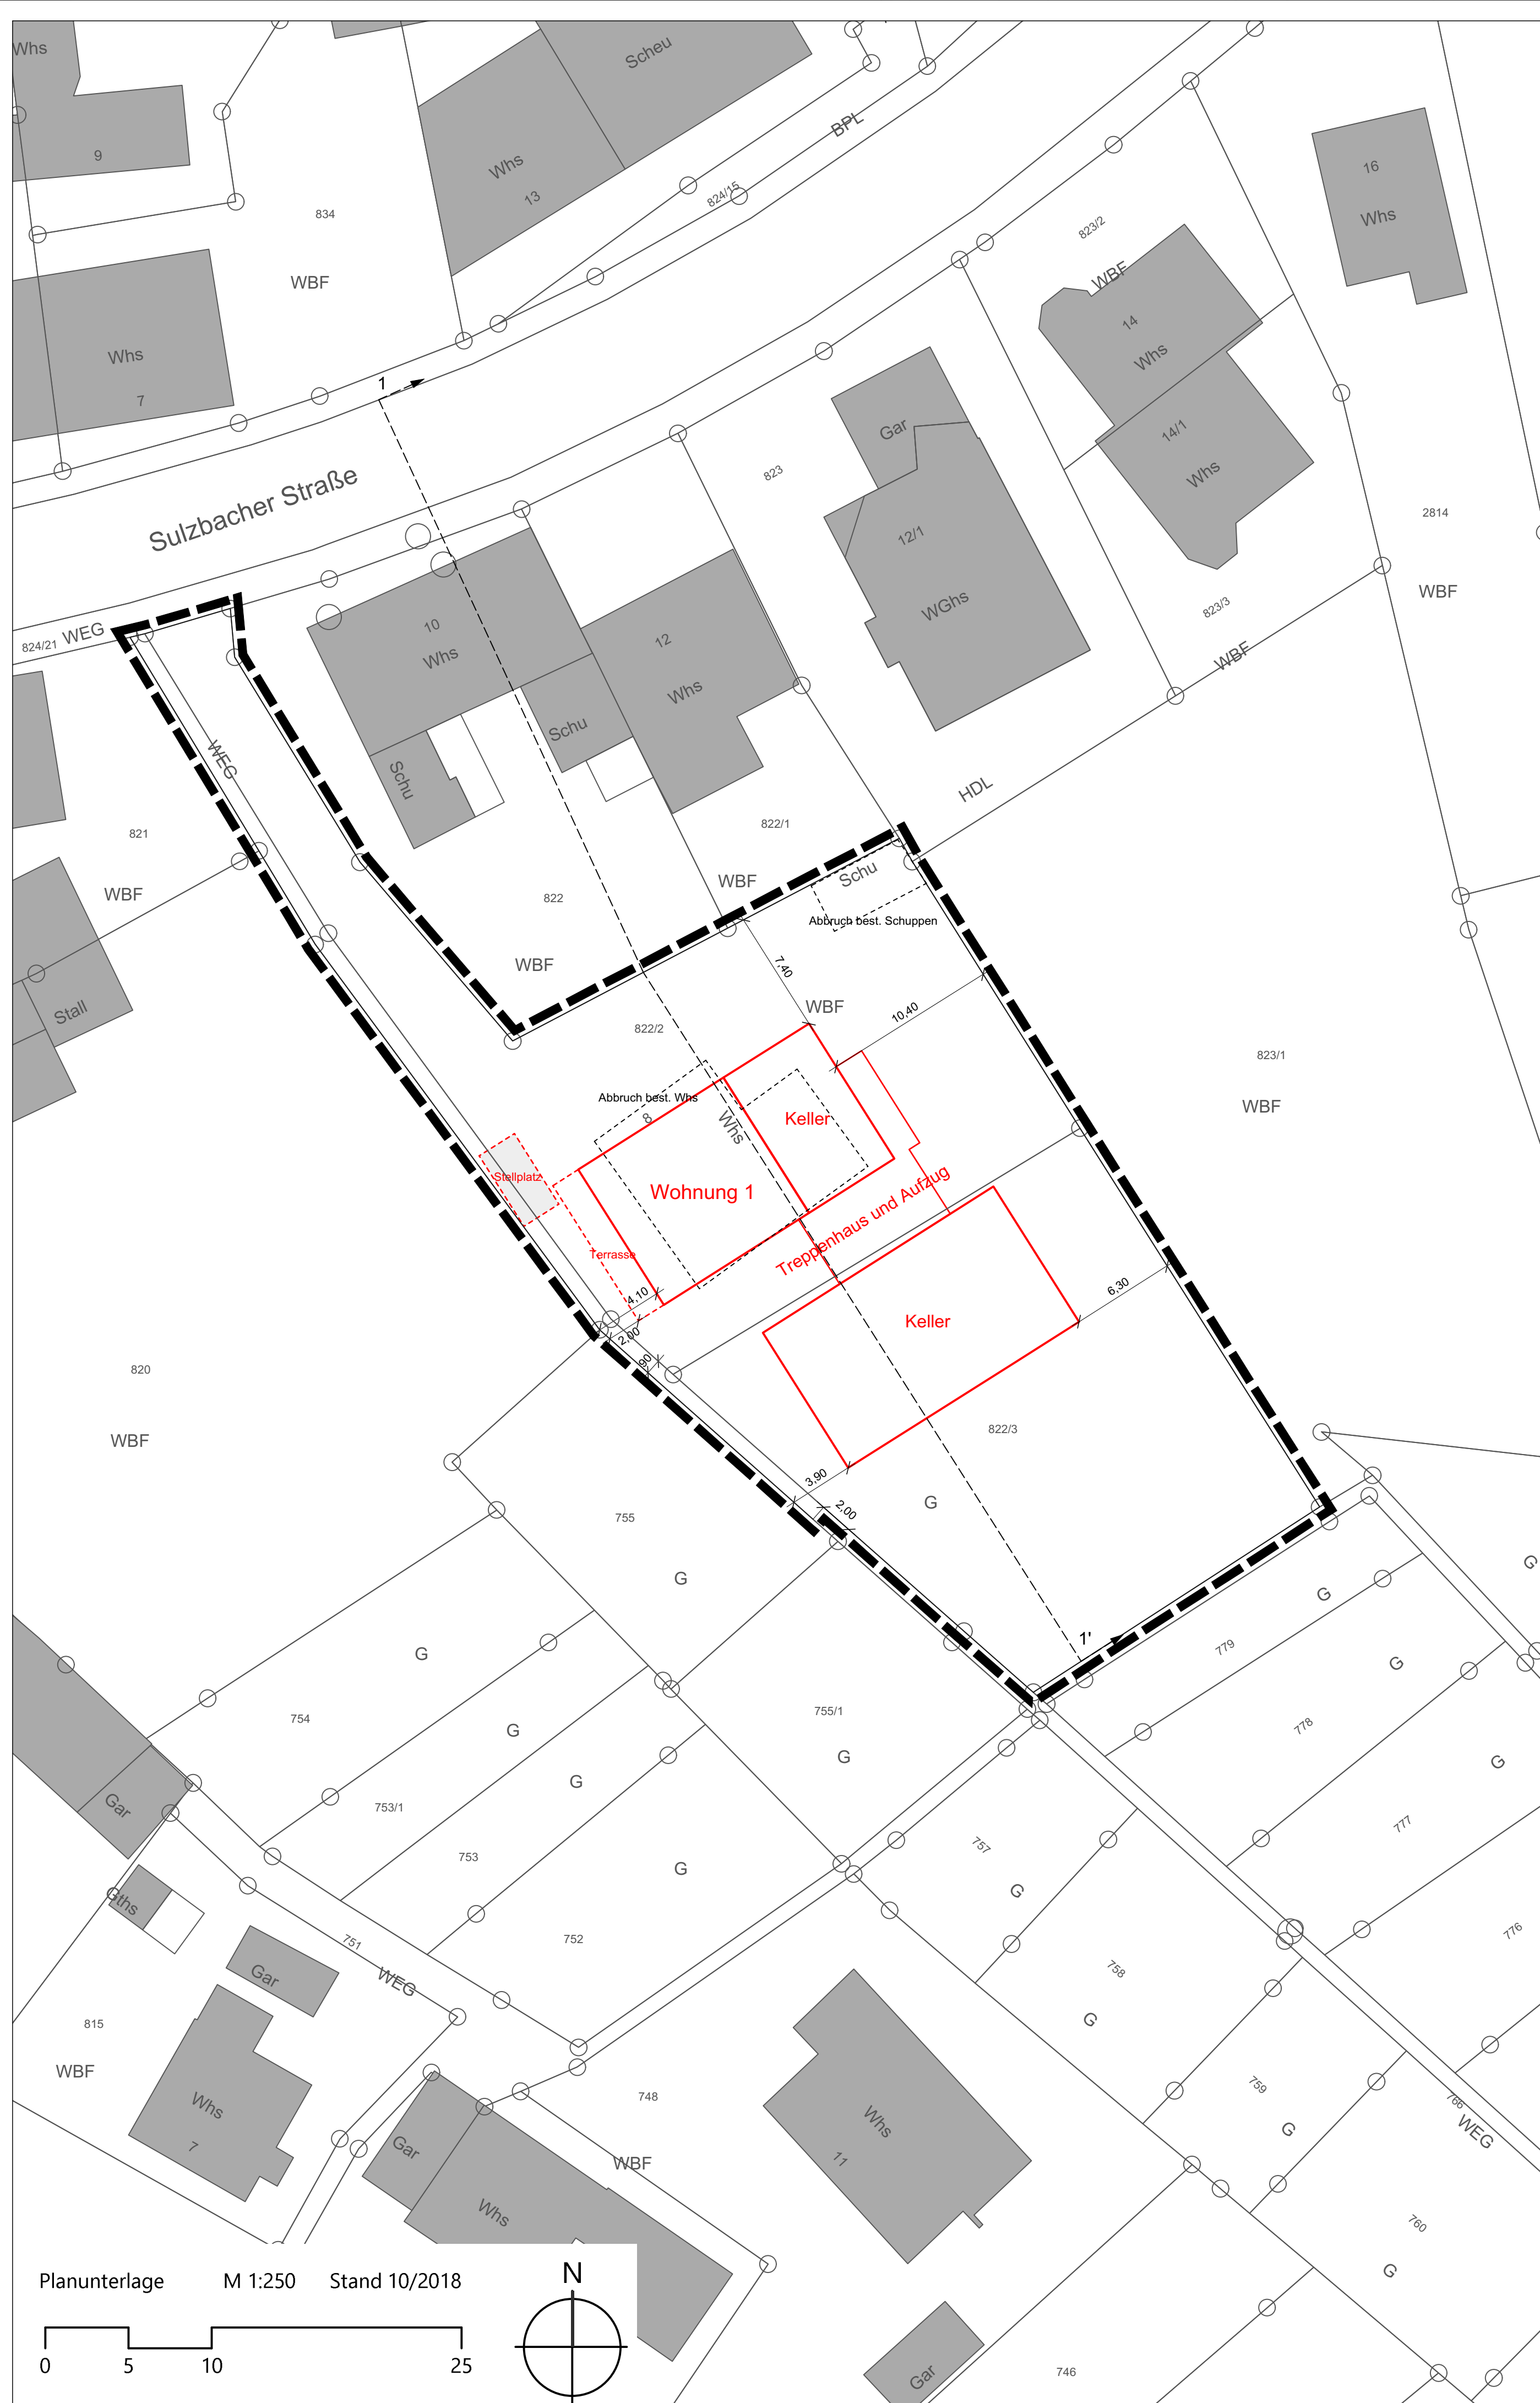 Whs
9
834
WBF
Whs
7
Whs
13
Scheu
BPL
824/15
16
Whs
823/2
WBF
14
Whs
14/1
Whs
1
Sulzbacher Straße
Gar
823
12/1
WGhs
823/3
WBF
2814
WBF
824/21
WEG
WEG
10
Whs
Schu
Schu
12
Whs
HDL
821
WBF
822/1
WBF
Schu
Abbruch best. Schuppen
822
WBF
Stall
7,40
WBF
10,40
822/2
823/1
WBF
Abbruch best. Whs
8
Whs
Keller
Stellplatz
Wohnung 1
Treppenhaus und Aufzug
Terrasse
4,10
2,00
90
6,30
Keller
820
WBF
822/3
3,90
2,00
G
755
G
G
G
1'
779
G
754
G
G
755/1
G
778
G
753/1
G
753
G
777
757
G
Gar
Gths
752
751
WEG
Gar
776
758
G
815
WBF
Whs
7
748
WBF
Gar
Whs
Whs
11
759
G
766
WEG
760
G
746
Gar
Planunterlage M 1:250 Stand 10/2018
N
0 5 10 25